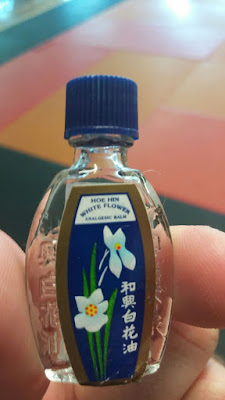 HOE HIN
WHITE FLOWER
ANALGESIC BALM
和興白花油